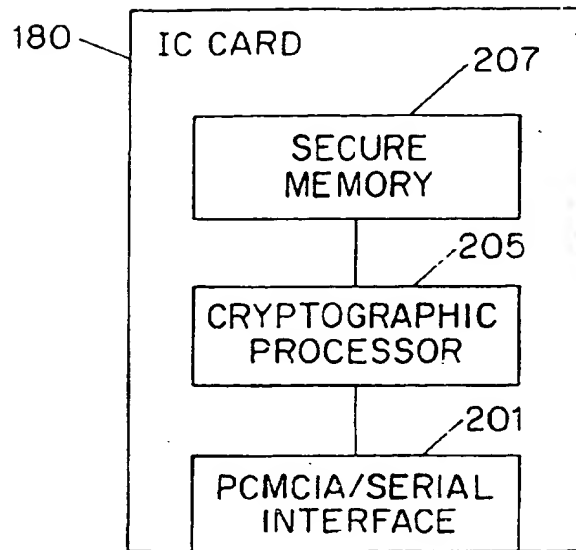 180
IC CARD
207
SECURE
MEMORY
205
CRYPTOGRAPHIC
PROCESSOR
201
PCMCIA/SERIAL
INTERFACE